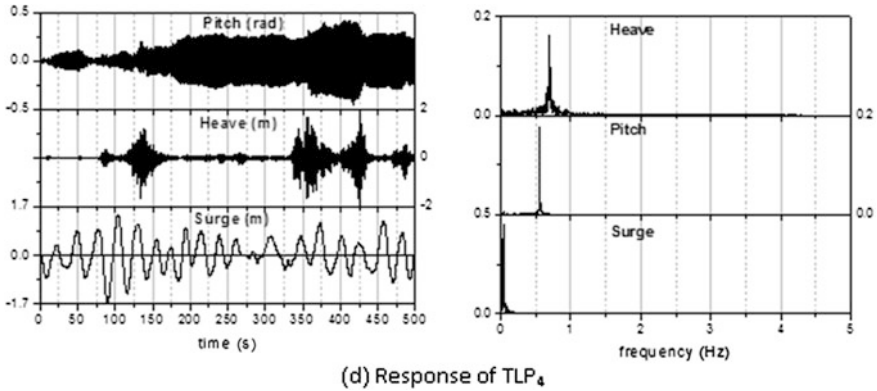 0.5
Pitch (rad)
0.0
-0.5
2
Heave (m)
0
-2
1.7
Surge (m)
0.0
-1.7
0 50 100 150 200 250 300 350 400 450 500
time (s)
0.2
Heave
0.0
0.2
Pitch
0.5
0.0
Surge
0.0
0 1 2 3 4 5
frequency (Hz)
(d) Response of TLP₄